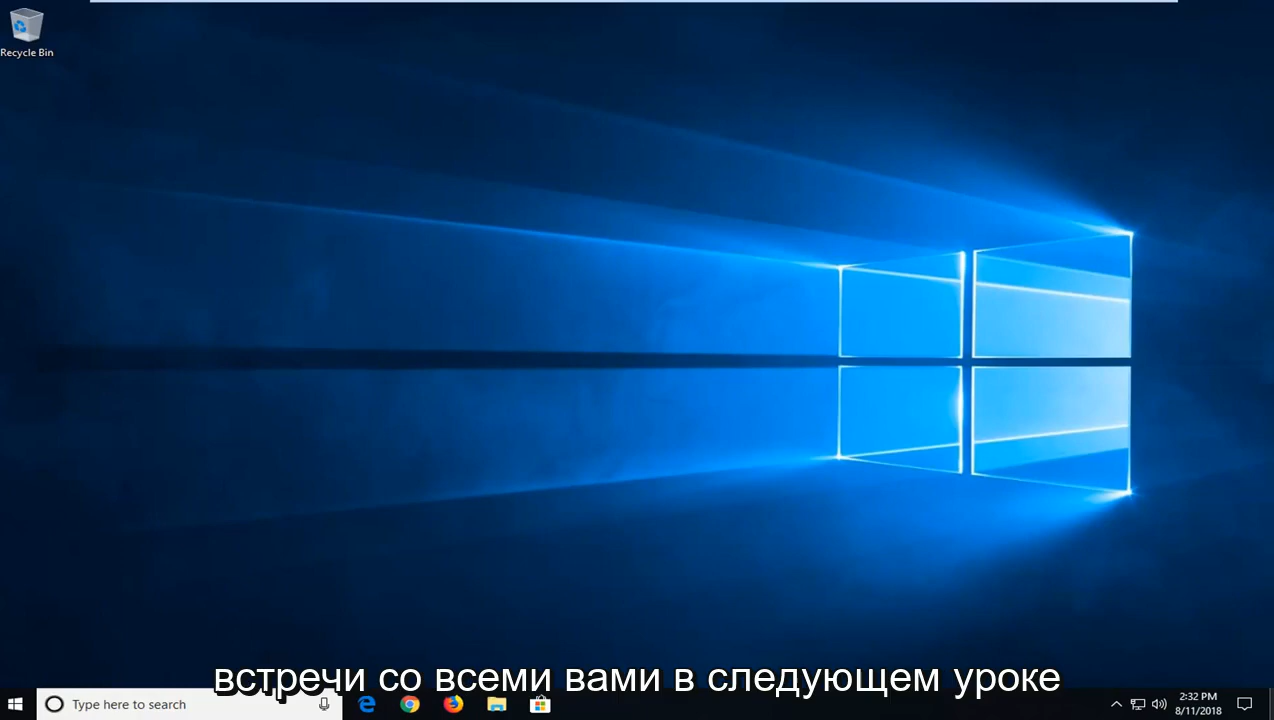 Recycle Bin
встречи со всеми вами в следующем уроке
Type here to search
2:32 PM
8/11/2018